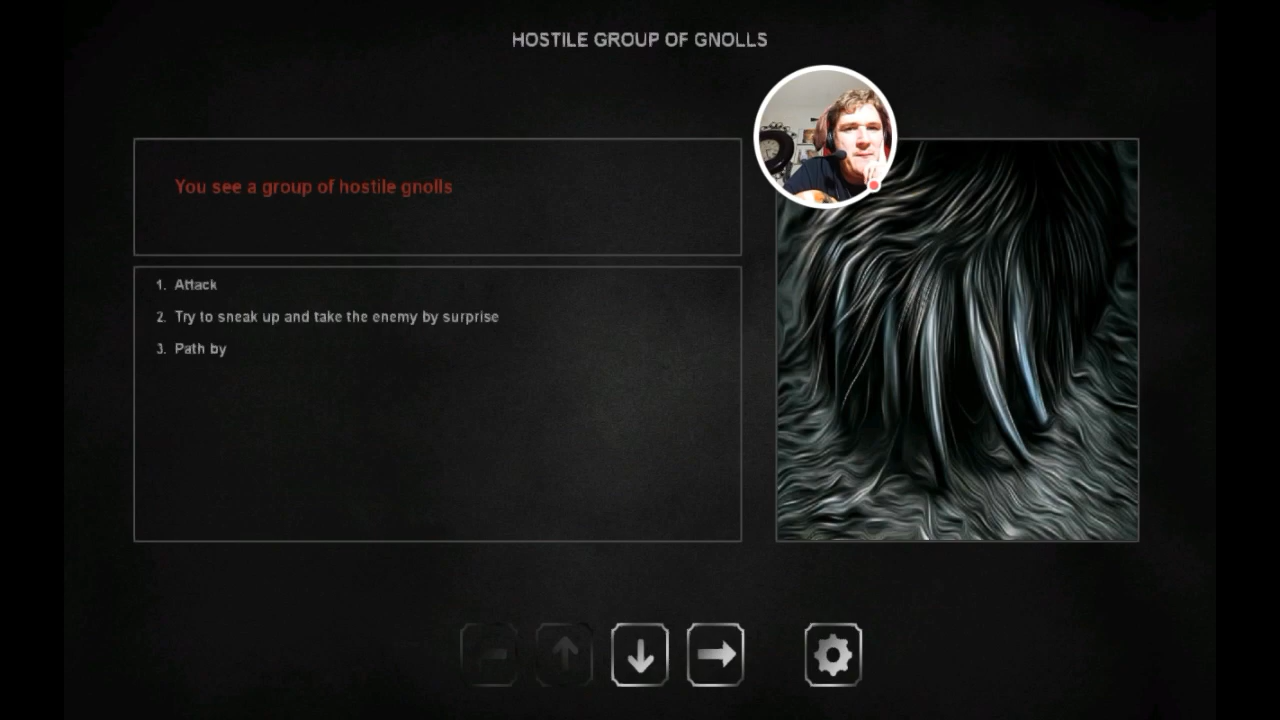 HOSTILE GROUP OF GNOLLS
You see a group of hostile gnolls
1. Attack
2. Try to sneak up and take the enemy by surprise
3. Path by